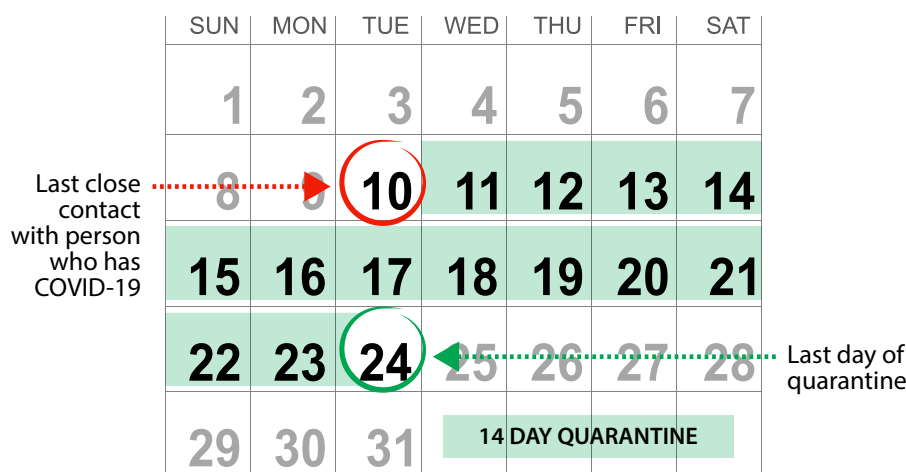 SUN MON TUE WED THU FRI SAT
1 2 3 4 5 6 7
8 9 10 11 12 13 14
Last close
contact
with person
who has
COVID-19
15 16 17 18 19 20 21
22 23 24 25 26 27 28
Last day of
quarantine
29 30 31
14 DAY QUARANTINE